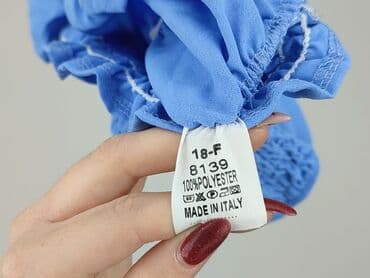 18-F
8139
100%POLYESTER
MADE IN ITALY